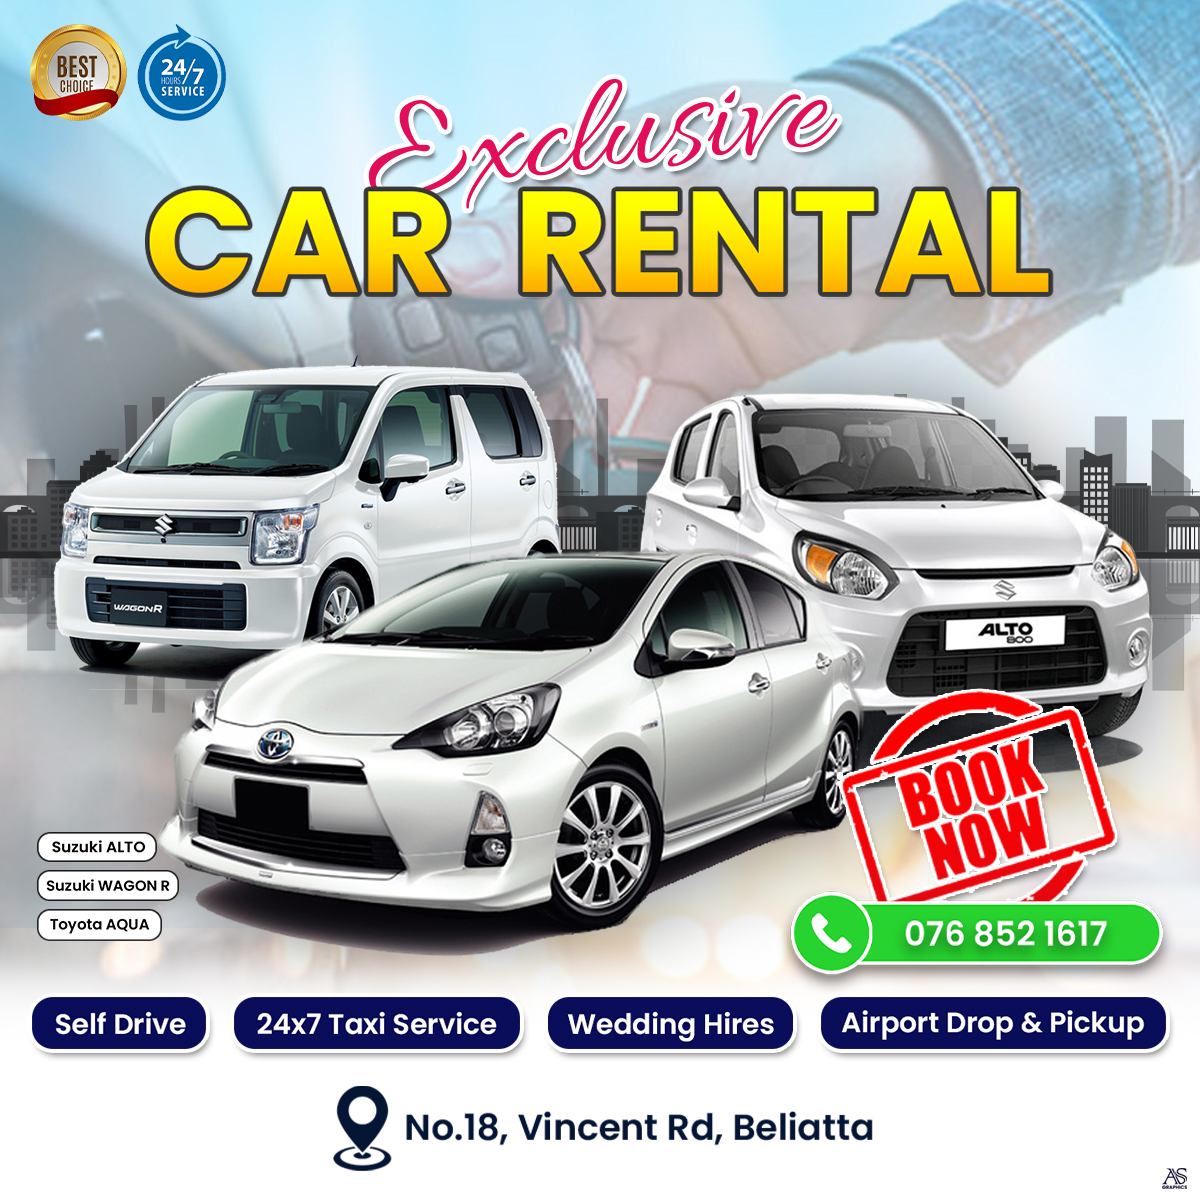 BEST
CHOICE
24/7
HOURS
SERVICE
Exclusive
CAR RENTAL
WAGON R
ALTO
800
BOOK
NOW
Suzuki ALTO
Suzuki WAGON R
Toyota AQUA
076 852 1617
Self Drive
24x7 Taxi Service
Wedding Hires
Airport Drop & Pickup
No.18, Vincent Rd, Beliatta
AS
GRAPHICS